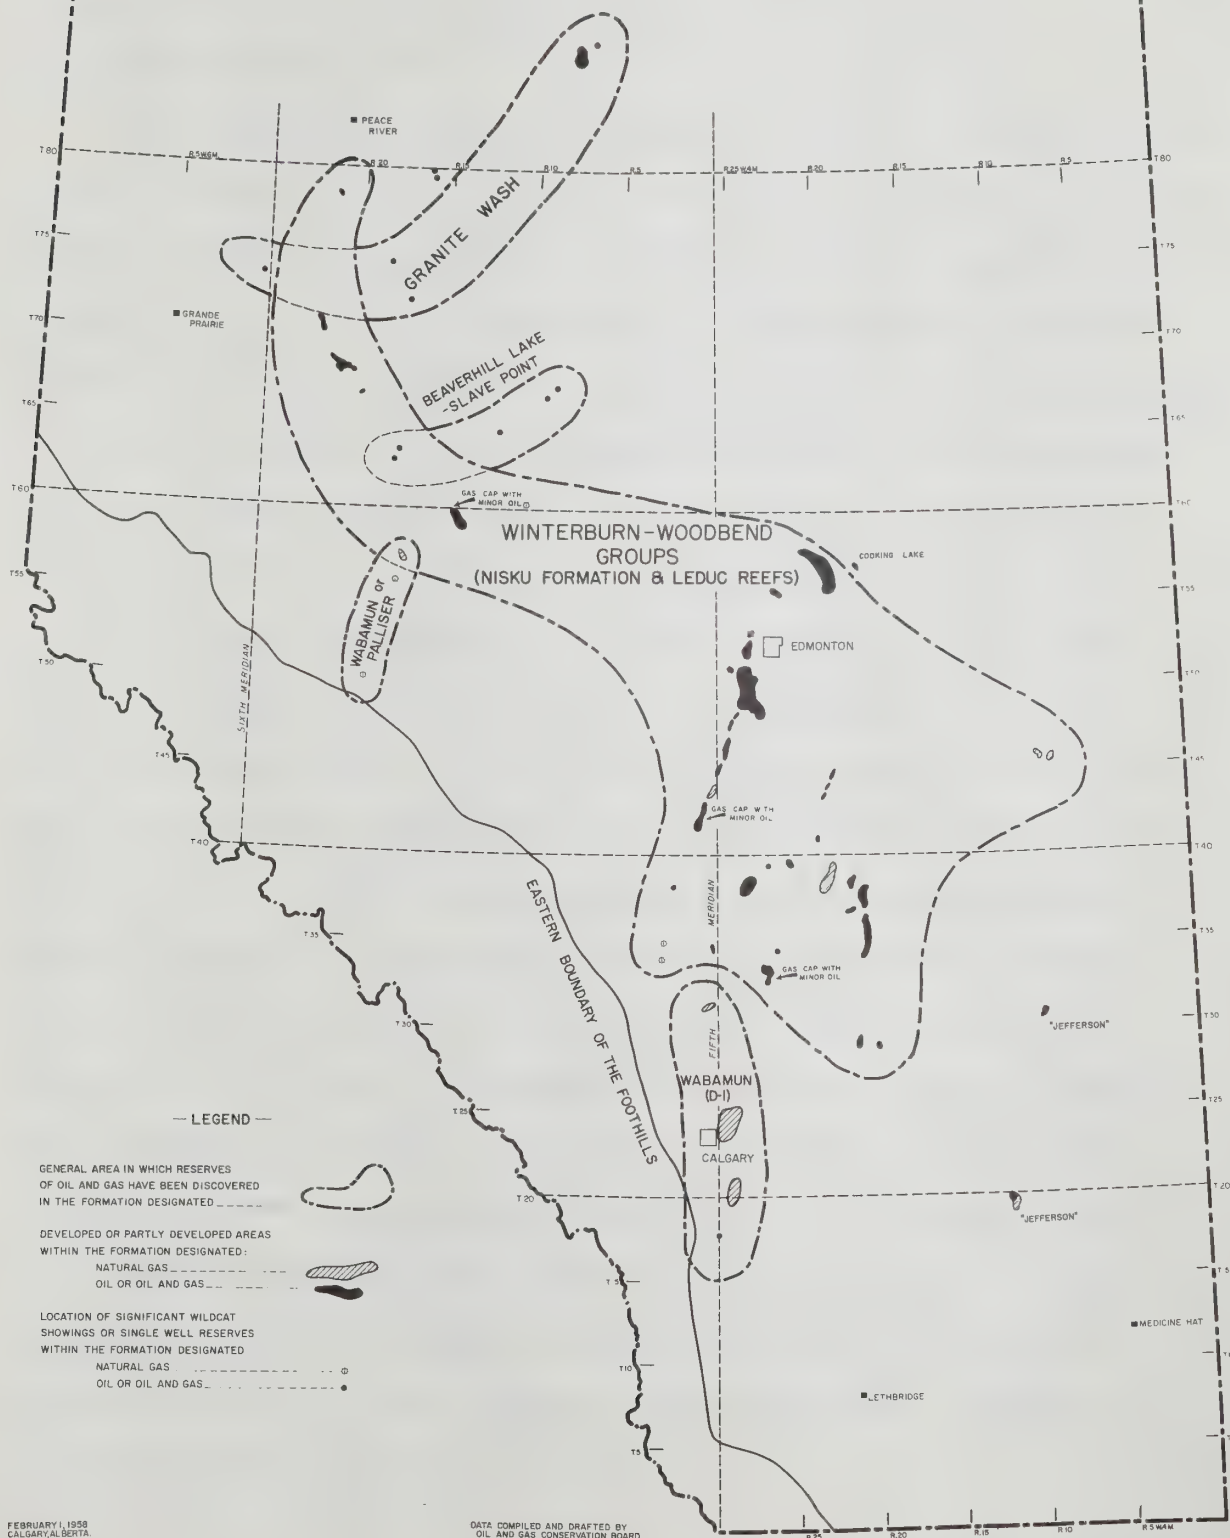 PEACE
RIVER
T80
R5W6M
R 20
R15
R10
R5
R25W4M
R20
R15
R10
R5
T80
GRANITE WASH
T75
T75
T70
GRANDE
PRAIRIE
T70
BEAVERHILL LAKE
-SLAVE POINT
T65
T65
T60
GAS CAP WITH
MINOR OIL
T60
WINTERBURN-WOODBEND
GROUPS
(NISKU FORMATION & LEDUC REEFS)
COOKING LAKE
T55
T55
WABAMUN or
PALLISER
EDMONTON
T50
T50
SIXTH MERIDIAN
T45
T45
GAS CAP WITH
MINOR OIL
T40
T40
EASTERN BOUNDARY OF THE FOOTHILLS
FIFTH MERIDIAN
T35
T35
GAS CAP WITH
MINOR OIL
T30
T30
"JEFFERSON"
WABAMUN
(D-1)
T25
T25
CALGARY
T20
T20
"JEFFERSON"
— LEGEND —
GENERAL AREA IN WHICH RESERVES
OF OIL AND GAS HAVE BEEN DISCOVERED
IN THE FORMATION DESIGNATED
DEVELOPED OR PARTLY DEVELOPED AREAS
WITHIN THE FORMATION DESIGNATED:
NATURAL GAS
OIL OR OIL AND GAS
LOCATION OF SIGNIFICANT WILDCAT
SHOWINGS OR SINGLE WELL RESERVES
WITHIN THE FORMATION DESIGNATED
NATURAL GAS
OIL OR OIL AND GAS
MEDICINE HAT
T10
LETHBRIDGE
T5
R.25
R.20
R.15
R 10
R 5W4M
FEBRUARY 1, 1958
CALGARY, ALBERTA.
DATA COMPILED AND DRAFTED BY
OIL AND GAS CONSERVATION BOARD